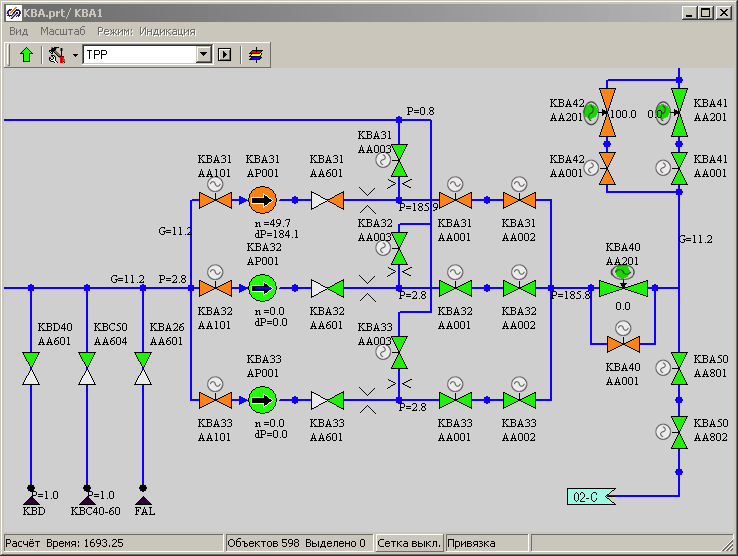 KBA.prt/ KBA1
Вид Масштаб Режим: Индикация
TPP
P=0.8
KBA42
AA201
100.0
0.0
KBA41
AA201
KBA31
AA003
KBA31
AA101
KBA31
AP001
KBA31
AA601
KBA42
AA001
KBA41
AA001
P=185.9
G=11.2
n =49.7
dP=184.1
KBA32
AA003
KBA31
AA001
KBA31
AA002
KBA32
AP001
KBA40
AA201
G=11.2
G=11.2
P=2.8
P=2.8
P=185.8
0.0
KBA32
AA101
n =0.0
dP=0.0
KBA32
AA601
KBA32
AA001
KBA32
AA002
KBD40
AA601
KBC50
AA604
KBA26
AA601
KBA33
AA003
KBA33
AP001
KBA40
AA001
KBA50
AA801
P=2.8
KBA33
AA101
n =0.0
dP=0.0
KBA33
AA601
KBA33
AA001
KBA33
AA002
KBA50
AA802
P=1.0
P=1.0
KBD
KBC40-60
FAL
02-C
Расчёт Время: 1693.25
Объектов 598 Выделено 0
Сетка выкл.
Привязка